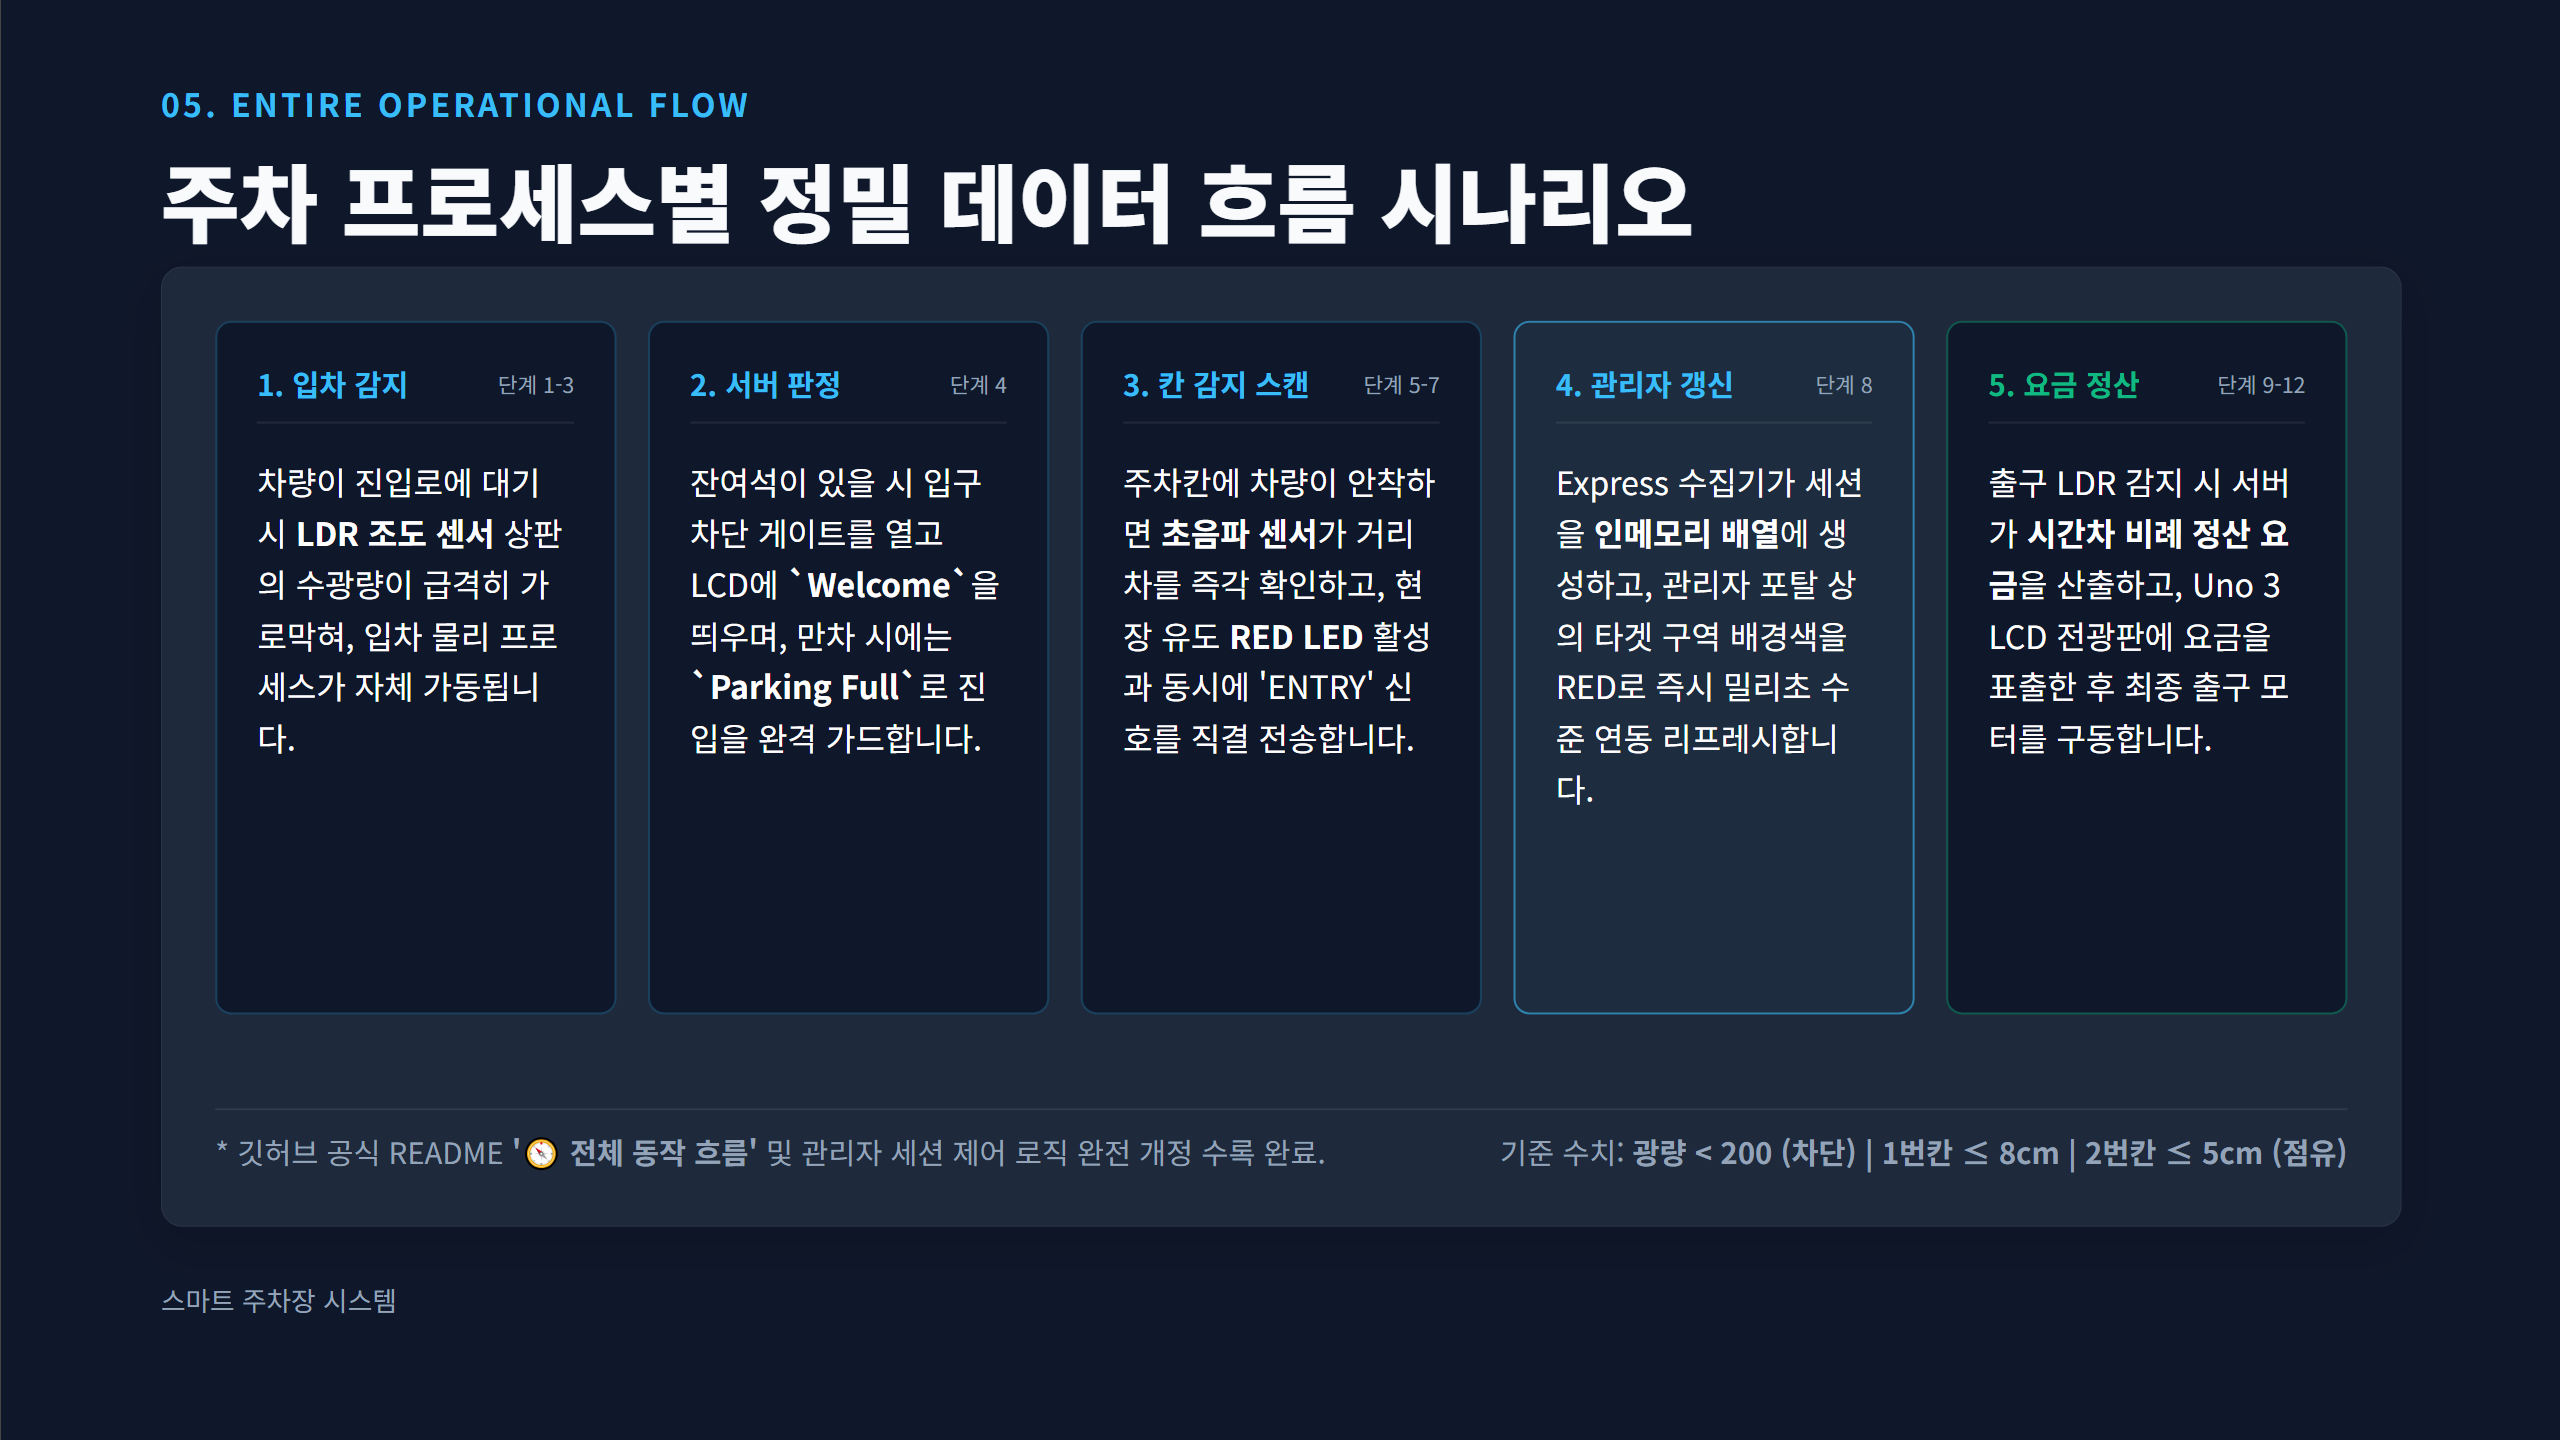 05. ENTIRE OPERATIONAL FLOW
주차 프로세스별 정밀 데이터 흐름 시나리오
1. 입차 감지 단계 1-3
차량이 진입로에 대기
시 LDR 조도 센서 상판
의 수광량이 급격히 가
로막혀, 입차 물리 프로
세스가 자체 가동됩니
다.
2. 서버 판정 단계 4
잔여석이 있을 시 입구
차단 게이트를 열고
LCD에 `Welcome`을
띄우며, 만차 시에는
`Parking Full`로 진
입을 완격 가드합니다.
3. 칸 감지 스캔 단계 5-7
주차칸에 차량이 안착하
면 초음파 센서가 거리
차를 즉각 확인하고, 현
장 유도 RED LED 활성
과 동시에 'ENTRY' 신
호를 직결 전송합니다.
4. 관리자 갱신 단계 8
Express 수집기가 세션
을 인메모리 배열에 생
성하고, 관리자 포탈 상
의 타겟 구역 배경색을
RED로 즉시 밀리초 수
준 연동 리프레시합니
다.
5. 요금 정산 단계 9-12
출구 LDR 감지 시 서버
가 시간차 비례 정산 요
금을 산출하고, Uno 3
LCD 전광판에 요금을
표출한 후 최종 출구 모
터를 구동합니다.
* 깃허브 공식 README '🧭 전체 동작 흐름' 및 관리자 세션 제어 로직 완전 개정 수록 완료.
기준 수치: 광량 < 200 (차단) | 1번칸 ≤ 8cm | 2번칸 ≤ 5cm (점유)
스마트 주차장 시스템